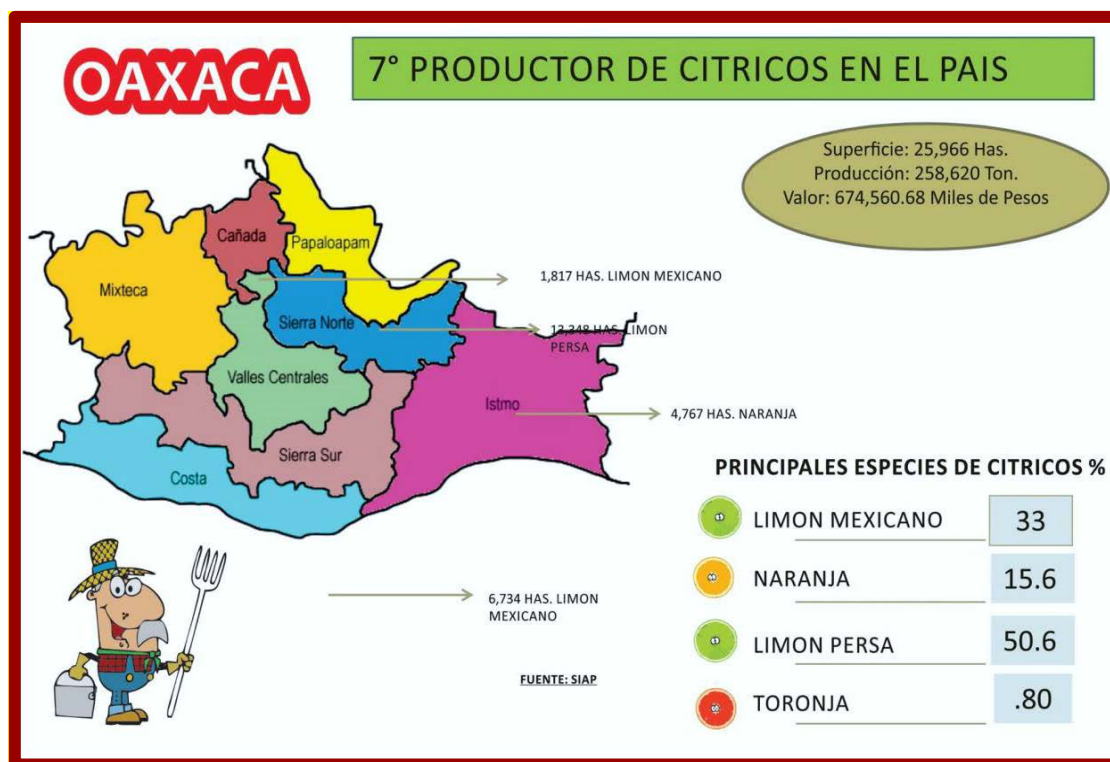 OAXACA
7° PRODUCTOR DE CITRICOS EN EL PAIS
Superficie: 25,966 Has.
Producción: 258,620 Ton.
Valor: 674,560.68 Miles de Pesos
Cañada
Papaloapam
Mixteca
1,817 HAS. LIMON MEXICANO
Sierra Norte
13,348 HAS. LIMON
PERSA
Valles Centrales
Istmo
4,767 HAS. NARANJA
Sierra Sur
Costa
PRINCIPALES ESPECIES DE CITRICOS %
LIMON MEXICANO 33
NARANJA 15.6
LIMON PERSA 50.6
TORONJA .80
6,734 HAS. LIMON
MEXICANO
FUENTE: SIAP